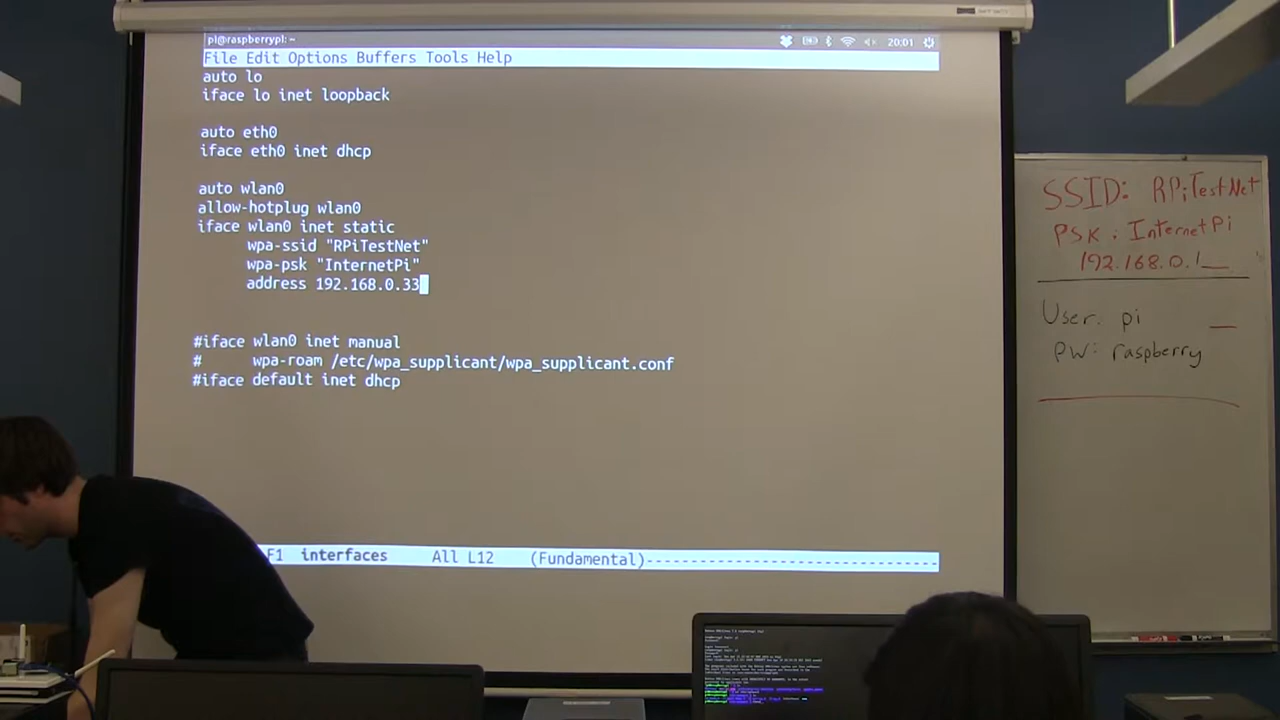 pi@raspberrypi: ~
20:01
File Edit Options Buffers Tools Help
auto lo
iface lo inet loopback
auto eth0
iface eth0 inet dhcp
auto wlan0
allow-hotplug wlan0
iface wlan0 inet static
wpa-ssid "RPiTestNet"
wpa-psk "InternetPi"
address 192.168.0.33
#iface wlan0 inet manual
# wpa-roam /etc/wpa_supplicant/wpa_supplicant.conf
#iface default inet dhcp
F1 interfaces All L12 (Fundamental)----------------------------------
SSID: RPiTestNet
PSK: InternetPi
192.168.0.1__
User: pi
PW: raspberry